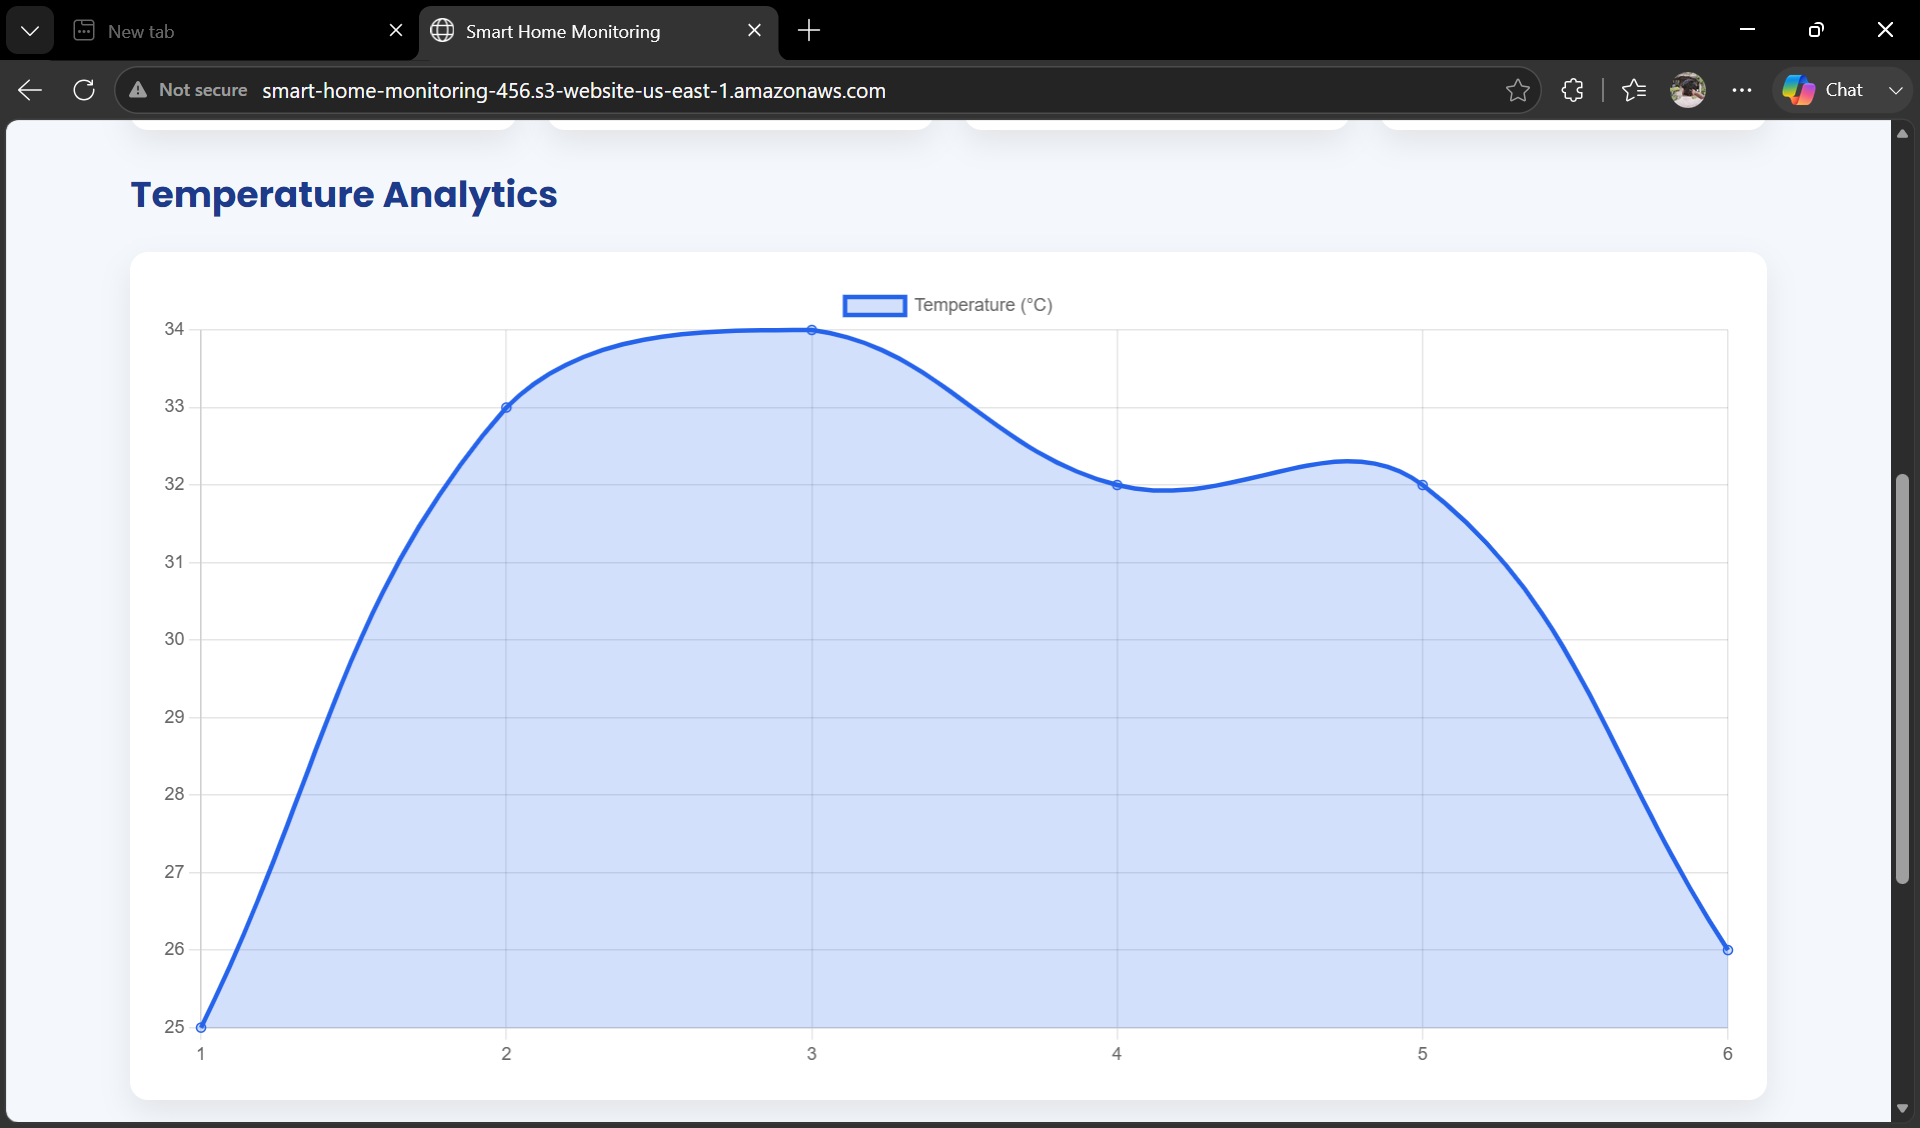 New tab
Smart Home Monitoring
Not secure smart-home-monitoring-456.s3-website-us-east-1.amazonaws.com
Chat
Temperature Analytics
Temperature (°C)
34
33
32
31
30
29
28
27
26
25
1 2 3 4 5 6